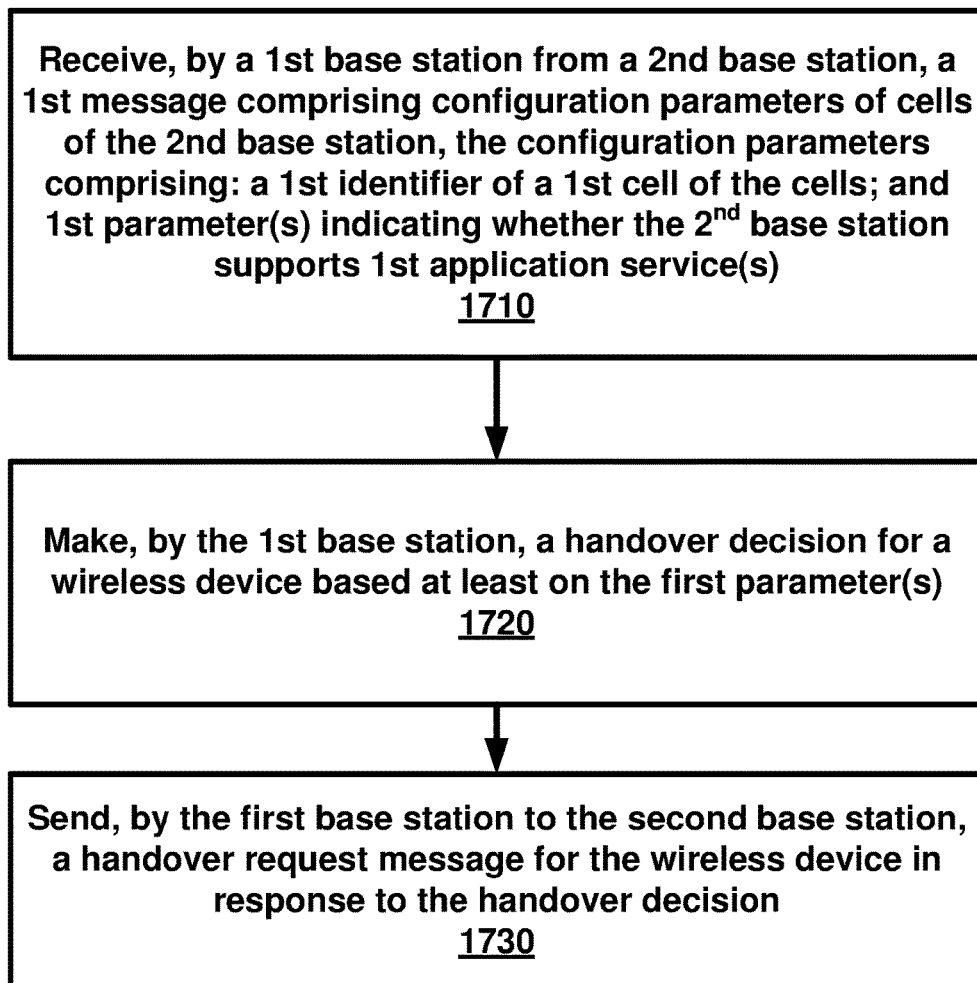 Receive, by a 1st base station from a 2nd base station, a
1st message comprising configuration parameters of cells
of the 2nd base station, the configuration parameters
comprising: a 1st identifier of a 1st cell of the cells; and
1st parameter(s) indicating whether the 2nd base station
supports 1st application service(s)
1710
Make, by the 1st base station, a handover decision for a
wireless device based at least on the first parameter(s)
1720
Send, by the first base station to the second base station,
a handover request message for the wireless device in
response to the handover decision
1730